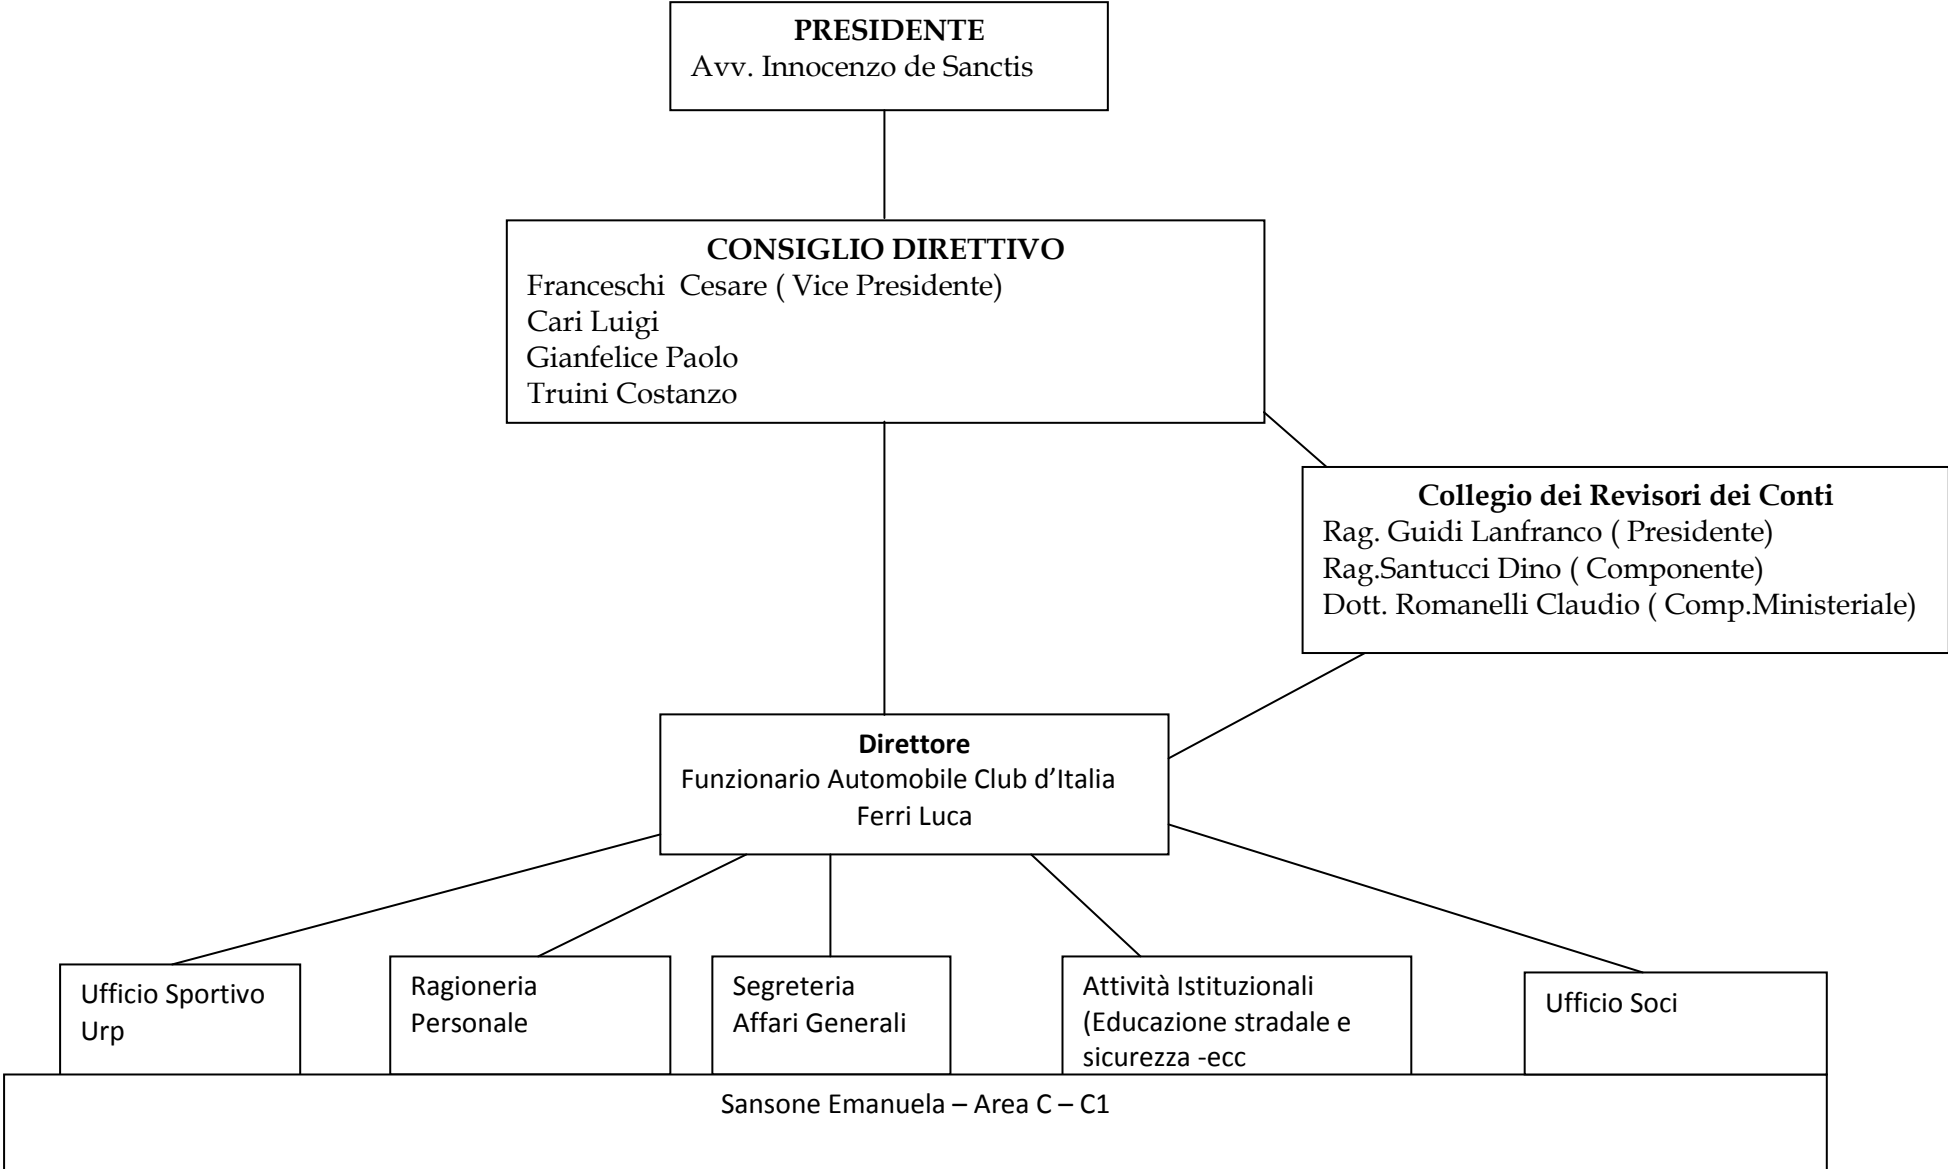 PRESIDENTE
Avv. Innocenzo de Sanctis
CONSIGLIO DIRETTIVO
Franceschi  Cesare ( Vice Presidente)
Cari Luigi
Gianfelice Paolo
Truini Costanzo
Collegio dei Revisori dei Conti
Rag. Guidi Lanfranco ( Presidente)
Rag.Santucci Dino ( Componente)
Dott. Romanelli Claudio ( Comp.Ministeriale)
Direttore
Funzionario Automobile Club d’Italia
Ferri Luca
Ufficio Sportivo
Urp
Ragioneria
Personale
Segreteria
Affari Generali
Attività Istituzionali
(Educazione stradale e
sicurezza -ecc
Ufficio Soci
Sansone Emanuela – Area C – C1